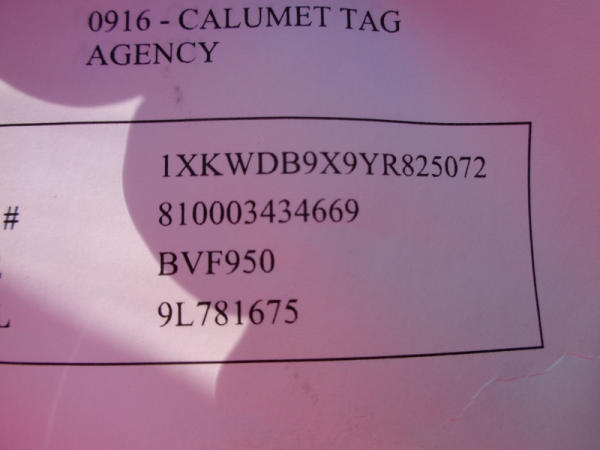 0916 - CALUMET TAG
AGENCY
1XKWDB9X9YR825072
# 810003434669
BVF950
9L781675